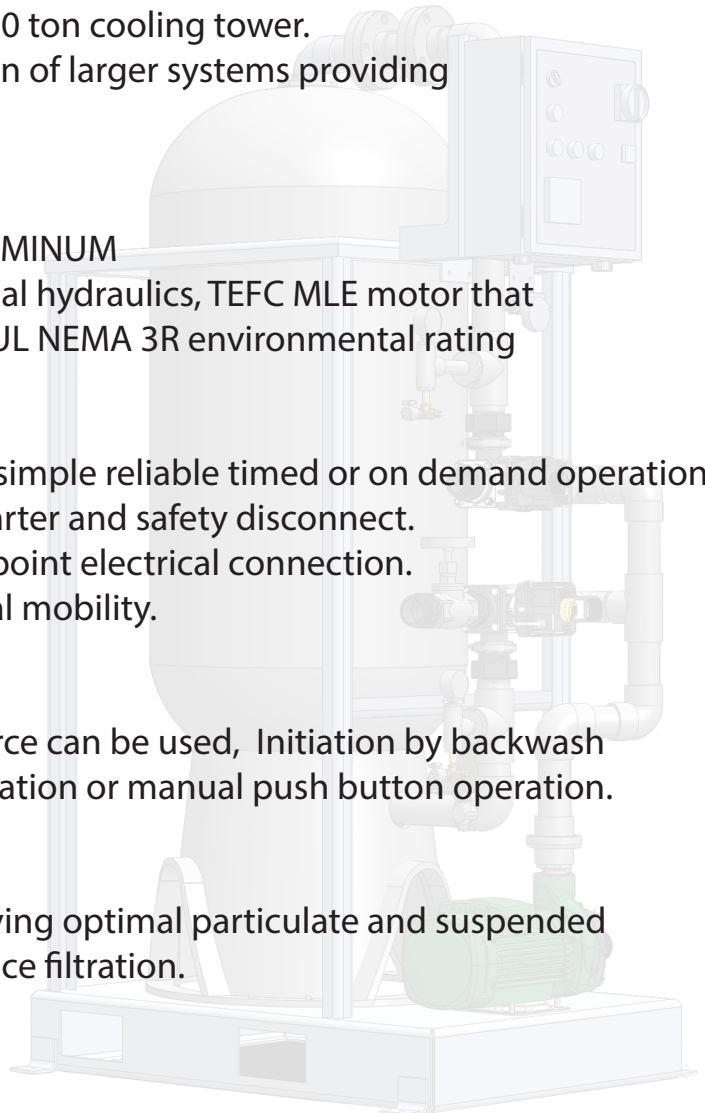 0 ton cooling tower.
n of larger systems providing
MINUM
al hydraulics, TEFC MLE motor that
UL NEMA 3R environmental rating
simple reliable timed or on demand operation
arter and safety disconnect.
point electrical connection.
al mobility.
rce can be used,  Initiation by backwash
ation or manual push button operation.
ving optimal particulate and suspended
ce filtration.